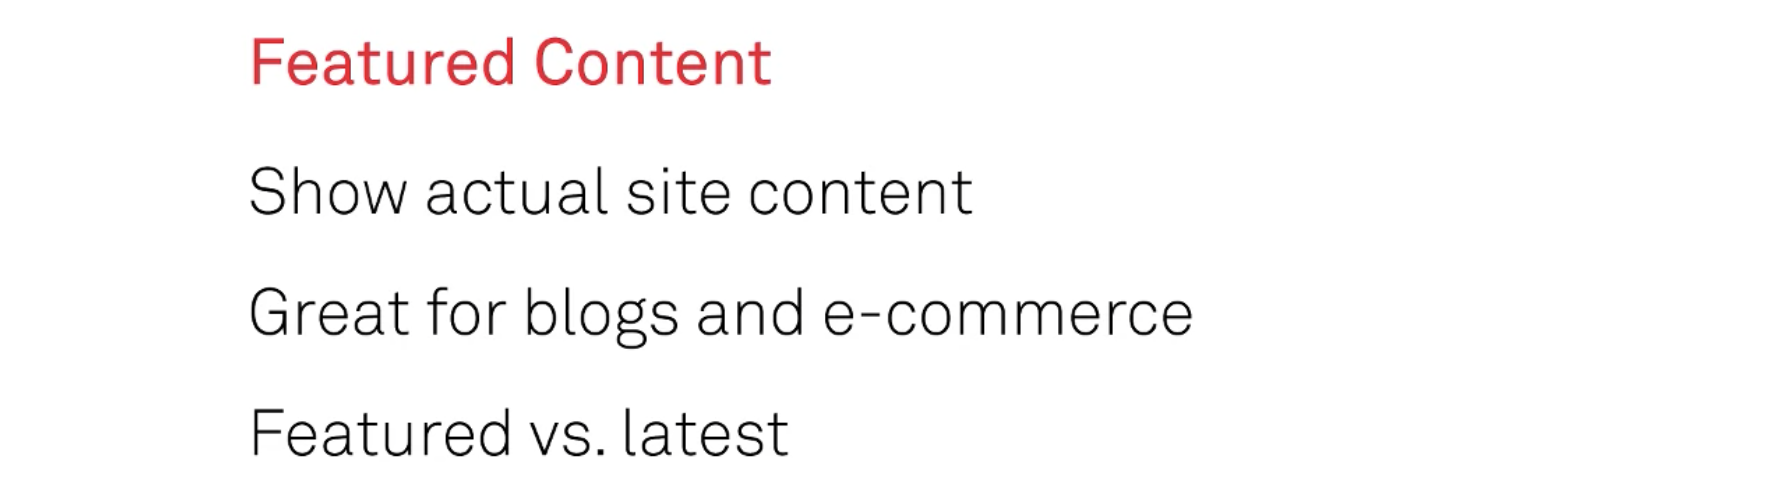 Featured Content
Show actual site content
Great for blogs and e-commerce
Featured vs. latest